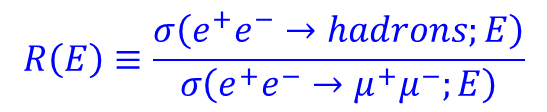 R(E) ≡ σ(e⁺e⁻ → hadrons; E) / σ(e⁺e⁻ → μ⁺μ⁻; E)